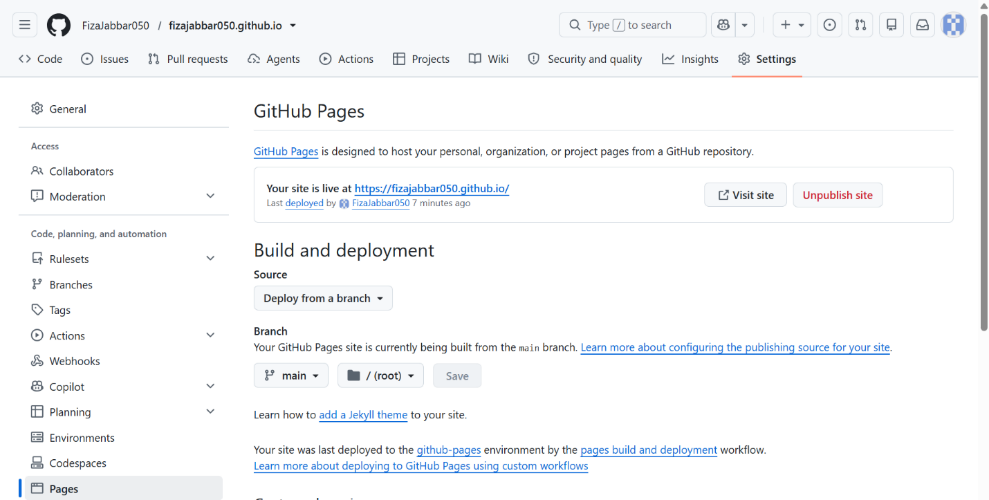 FizaJabbar050 / fizajabbar050.github.io
Type / to search
Code
Issues
Pull requests
Agents
Actions
Projects
Wiki
Security and quality
Insights
Settings
General
Access
Collaborators
Moderation
Code, planning, and automation
Rulesets
Branches
Tags
Actions
Webhooks
Copilot
Planning
Environments
Codespaces
Pages
GitHub Pages
GitHub Pages is designed to host your personal, organization, or project pages from a GitHub repository.
Your site is live at https://fizajabbar050.github.io/
Last deployed by FizaJabbar050 7 minutes ago
Visit site
Unpublish site
Build and deployment
Source
Deploy from a branch
Branch
Your GitHub Pages site is currently being built from the main branch. Learn more about configuring the publishing source for your site.
main
/ (root)
Save
Learn how to add a Jekyll theme to your site.
Your site was last deployed to the github-pages environment by the pages build and deployment workflow.
Learn more about deploying to GitHub Pages using custom workflows